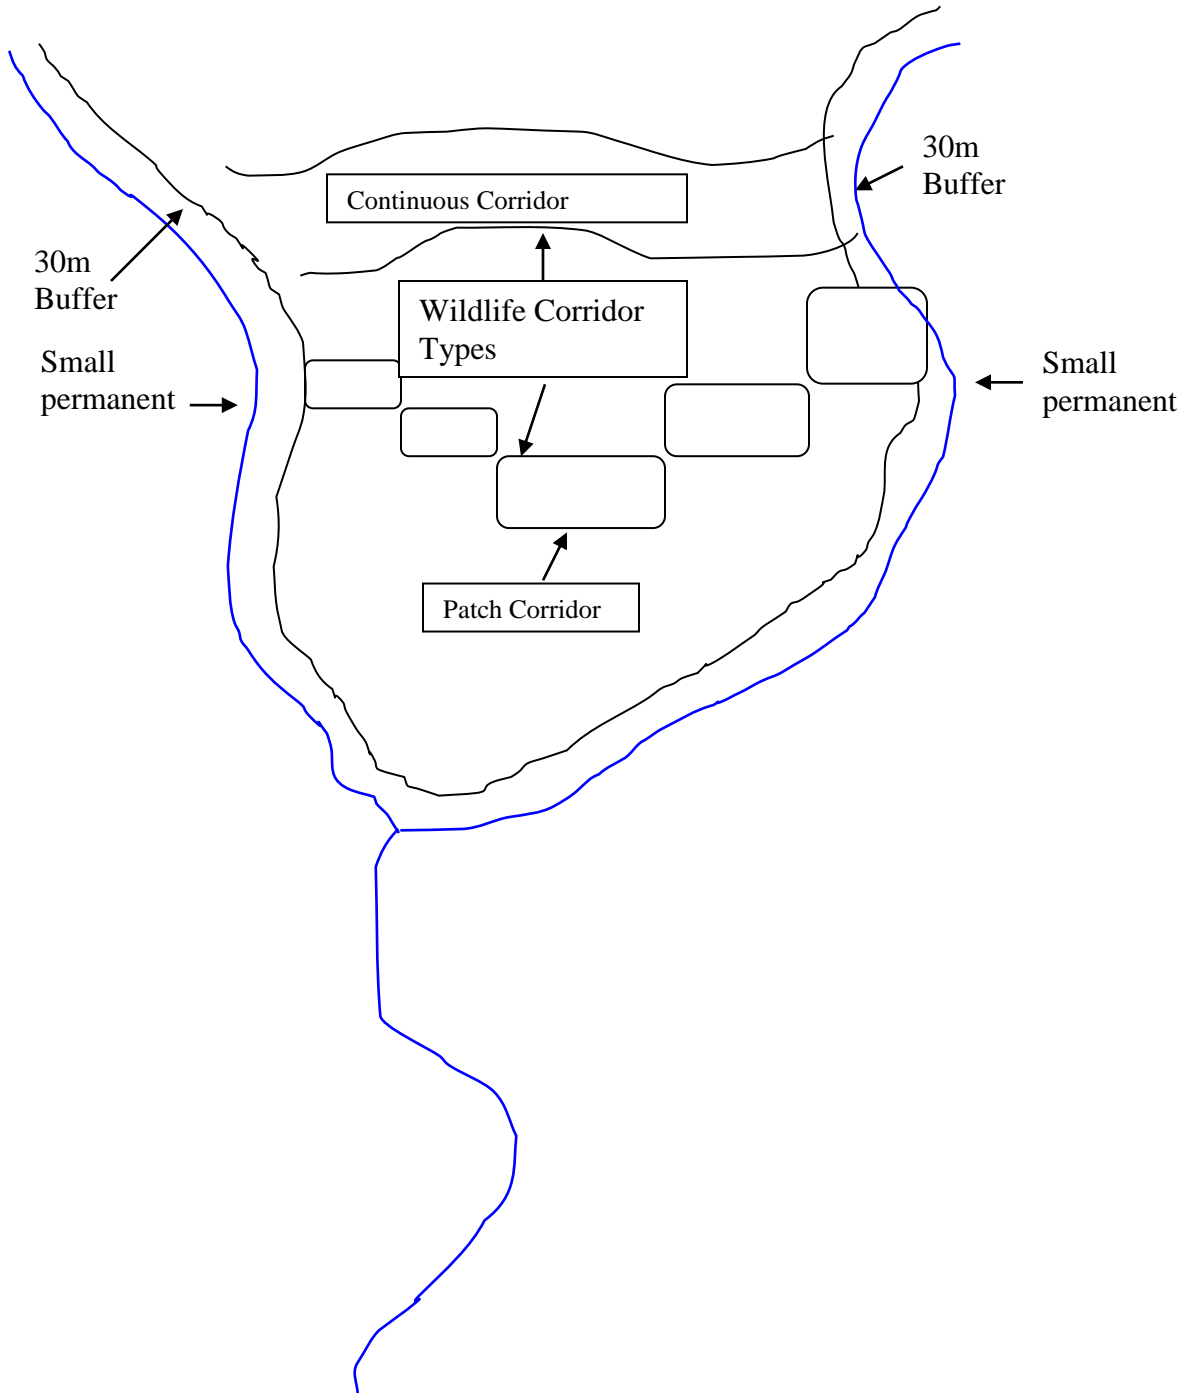 30m
Buffer
Continuous Corridor
30m
Buffer
Wildlife Corridor
Types
Small
permanent
Small
permanent
Patch Corridor